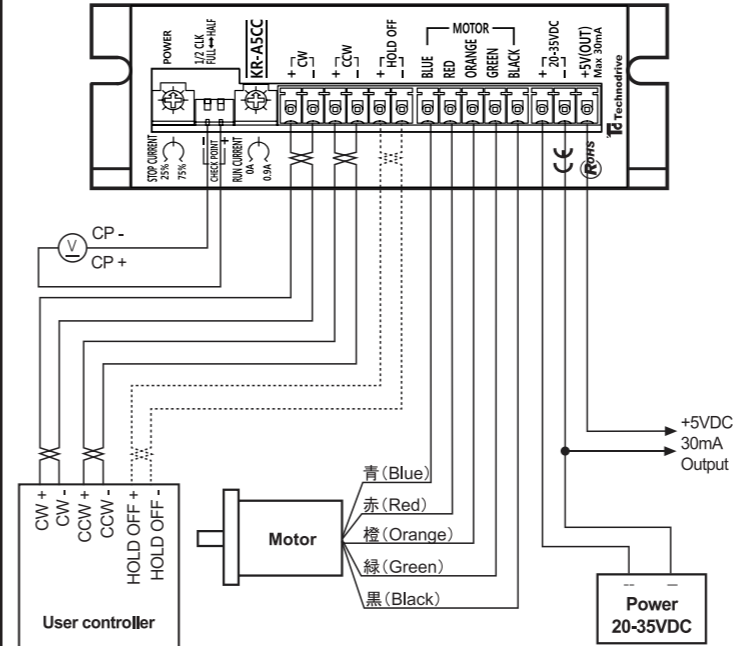 POWER
1/2 CLK
FULL⟷HALF
KR-A5CC
+ CW −
+ CCW −
+ HOLD OFF −
MOTOR
BLUE
RED
ORANGE
GREEN
BLACK
+ 20-35VDC −
+5V(OUT)
Max 30mA
Td Technodrive
STOP CURRENT
25%
75%
− CHECK POINT +
RUN CURRENT
0A
0.9A
CE
RoHS
V
CP -
CP +
+5VDC
30mA
Output
CW +
CW -
CCW +
CCW -
HOLD OFF +
HOLD OFF -
User controller
Motor
青(Blue)
赤(Red)
橙(Orange)
緑(Green)
黒(Black)
Power
20-35VDC